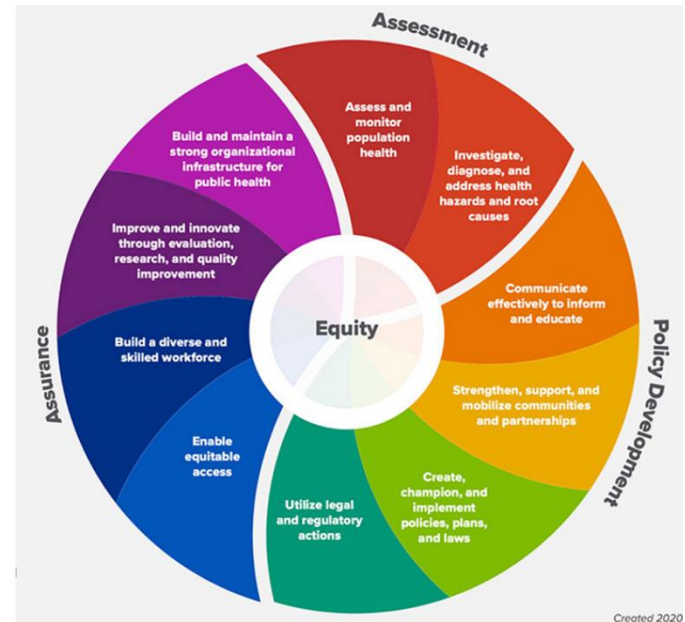 Assessment
Assess and
monitor
population
health
Investigate,
diagnose, and
address health
hazards and root
causes
Communicate
effectively to inform
and educate
Policy Development
Strengthen, support, and
mobilize communities
and partnerships
Create,
champion, and
implement
policies, plans,
and laws
Utilize legal
and regulatory
actions
Enable
equitable
access
Assurance
Build a diverse and
skilled workforce
Improve and innovate
through evaluation,
research, and quality
improvement
Build and maintain a
strong organizational
infrastructure for
public health
Equity
Created 2020